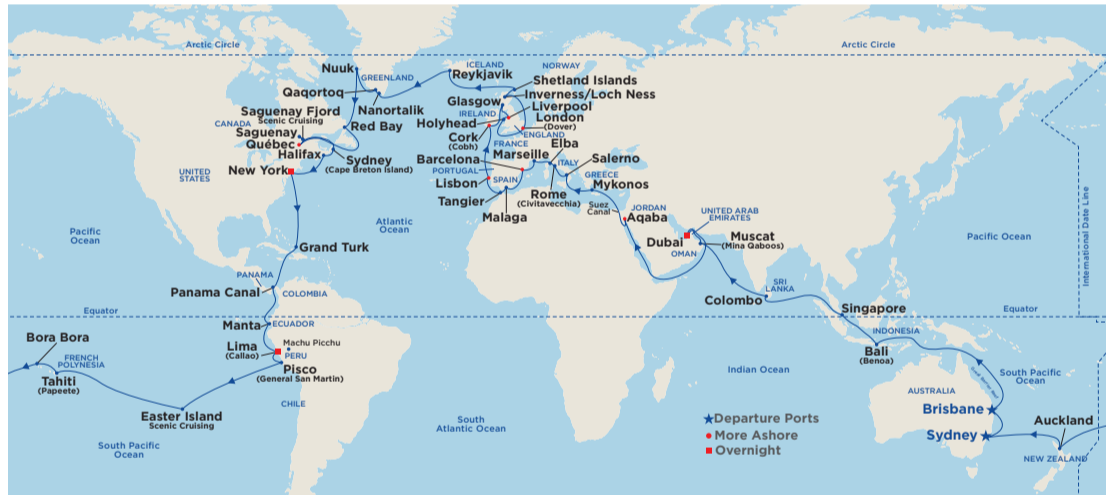 Arctic Circle
Arctic Circle
ICELAND
NORWAY
Nuuk
Reykjavik
GREENLAND
Shetland Islands
Qaqortoq
Inverness/Loch Ness
Nanortalik
Glasgow
Liverpool
Saguenay Fjord
Scenic Cruising
IRELAND
London
(Dover)
CANADA
Red Bay
Holyhead
Saguenay
ENGLAND
Cork
(Cobh)
Elba
Québec
FRANCE
Halifax
Sydney
(Cape Breton Island)
Marseille
ITALY
Salerno
Barcelona
New York
UNITED
STATES
PORTUGAL
SPAIN
GREECE
Lisbon
Mykonos
Rome
(Civitavecchia)
Tangier
Malaga
Suez
Canal
JORDAN
Aqaba
UNITED ARAB
EMIRATES
Atlantic
Ocean
Pacific
Ocean
Pacific Ocean
International Date Line
Dubai
Muscat
(Mina Qaboos)
OMAN
Grand Turk
PANAMA
Panama Canal
COLOMBIA
SRI
LANKA
Colombo
Singapore
Equator
Equator
Manta
ECUADOR
INDONESIA
Bora Bora
Lima
(Callao)
Machu Picchu
PERU
Bali
(Benoa)
FRENCH
POLYNESIA
Tahiti
(Papeete)
Pisco
(General San Martin)
Indian Ocean
Great Barrier Reef
South Pacific
Ocean
AUSTRALIA
CHILE
Easter Island
Scenic Cruising
Brisbane
South
Atlantic Ocean
Departure Ports
Auckland
More Ashore
Sydney
South Pacific
Ocean
Overnight
NEW ZEALAND